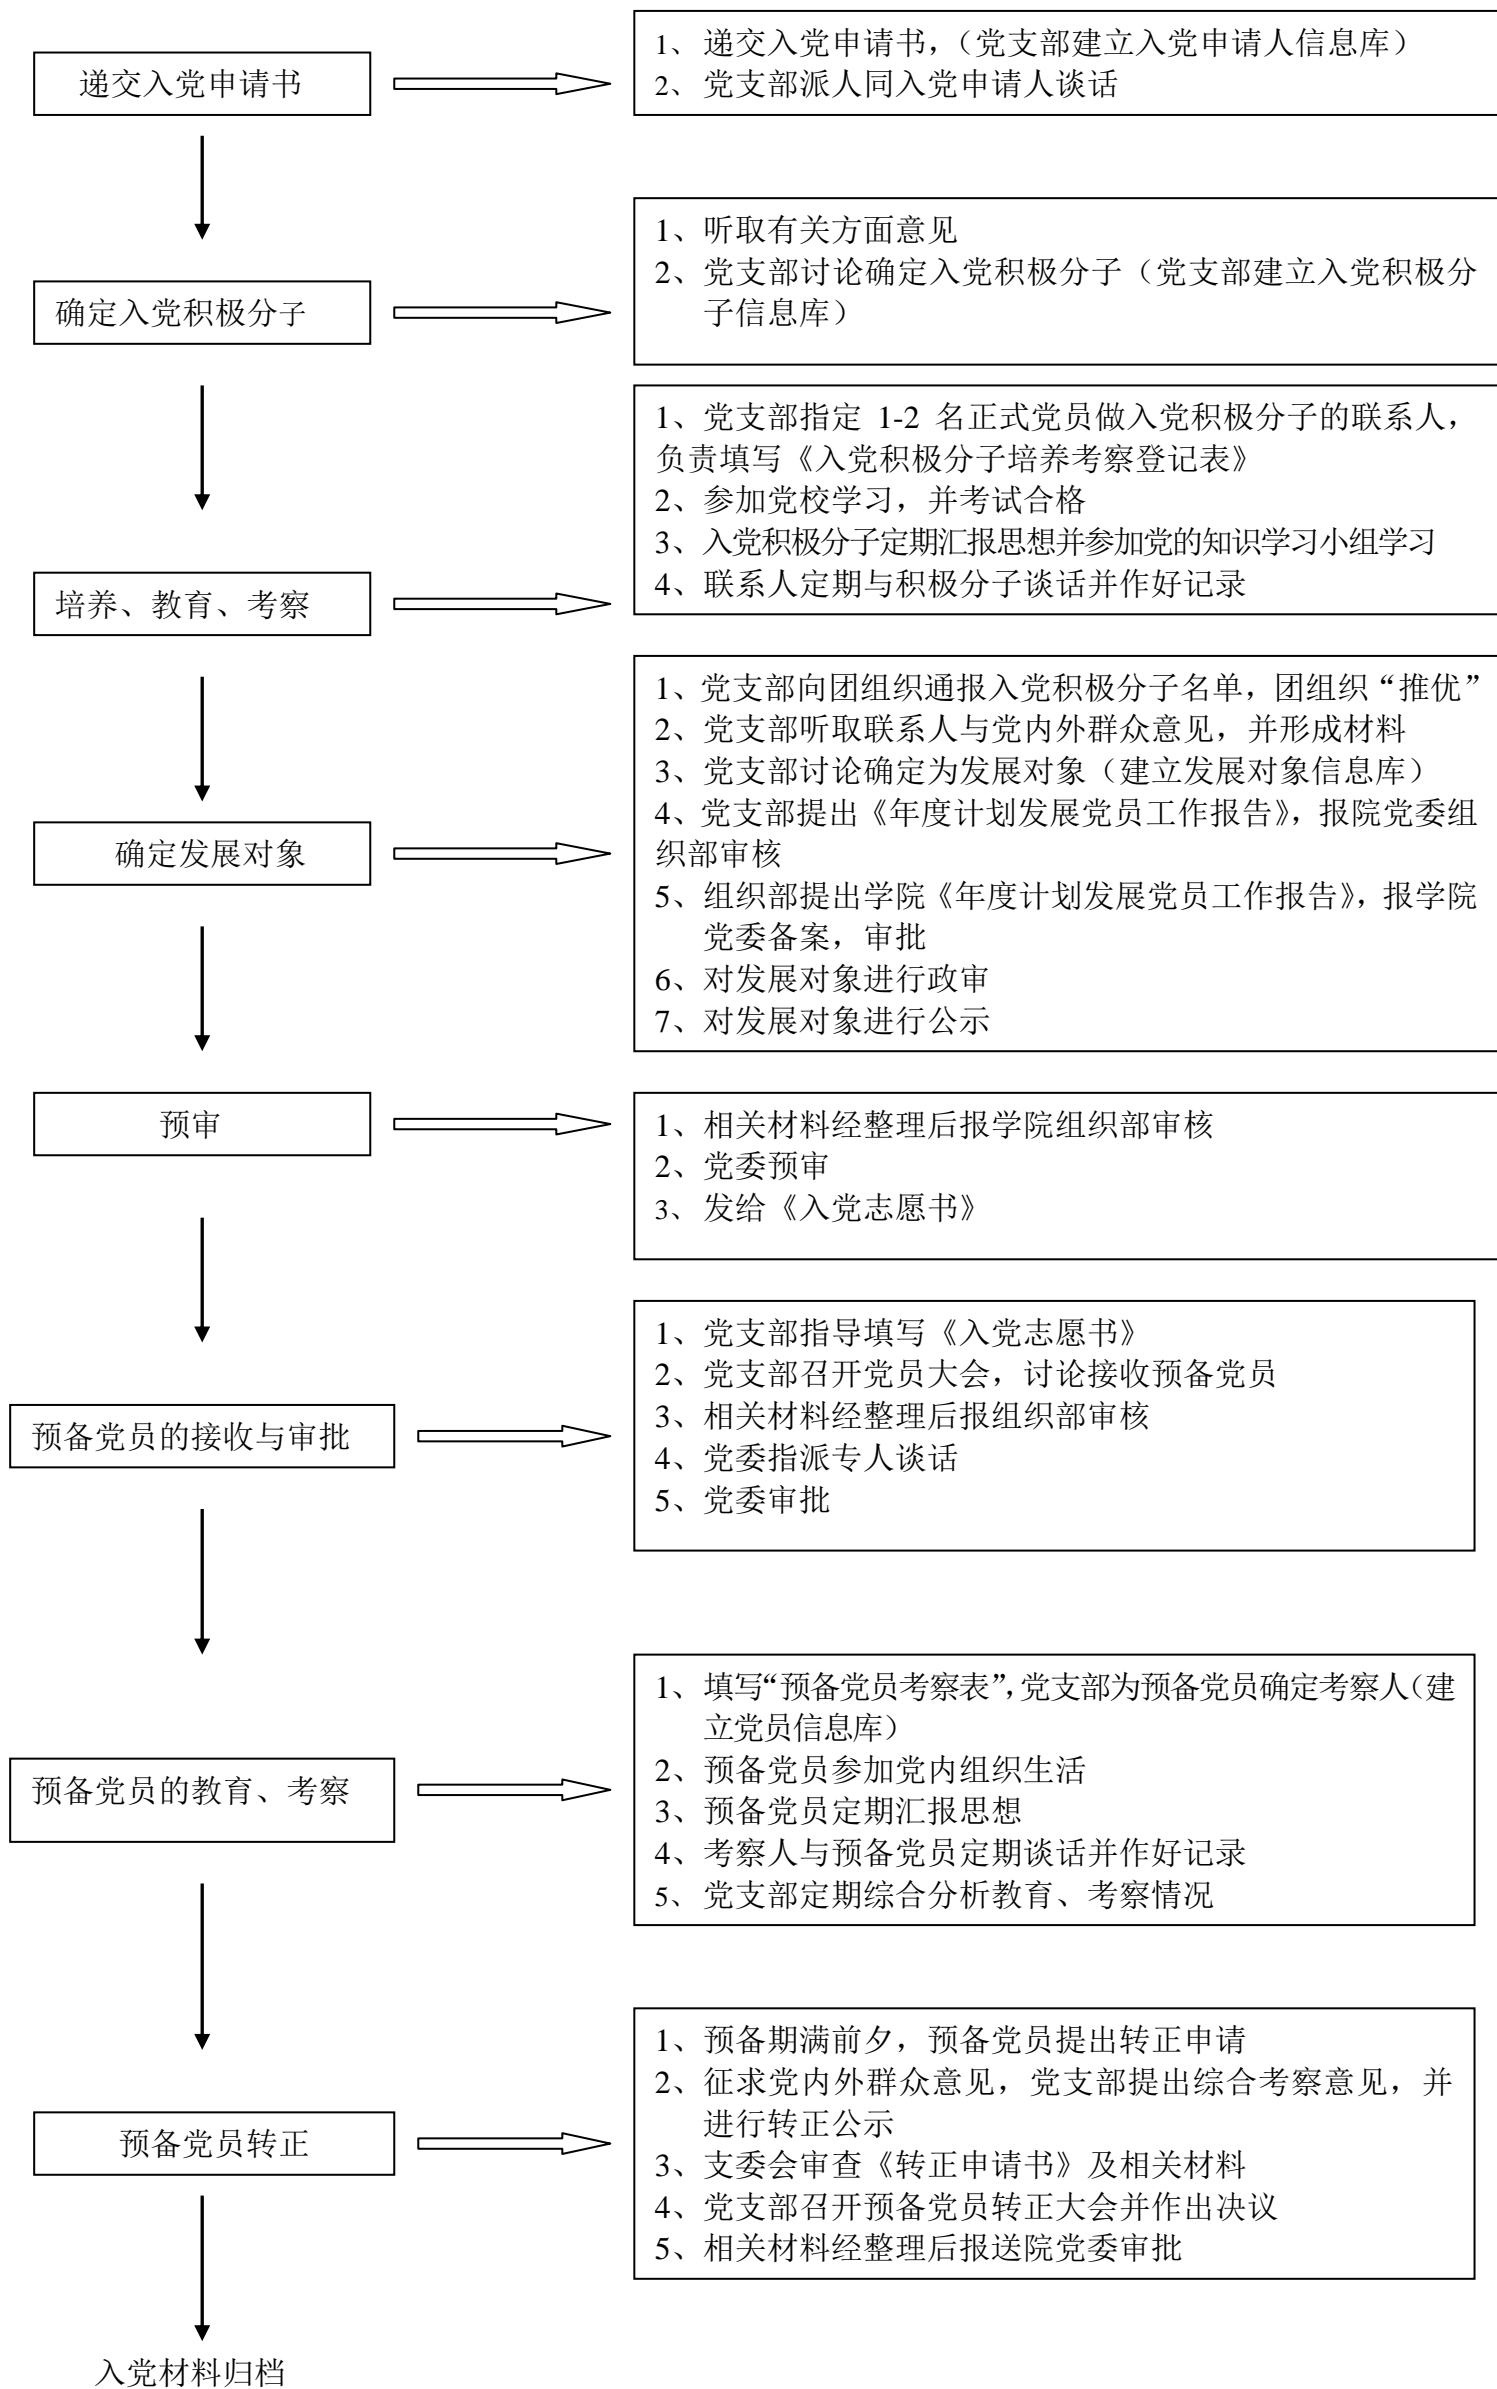 递交入党申请书
1、递交入党申请书，（党支部建立入党申请人信息库）
2、党支部派人同入党申请人谈话
确定入党积极分子
1、听取有关方面意见
2、党支部讨论确定入党积极分子（党支部建立入党积极分
子信息库）
培养、教育、考察
1、党支部指定 1-2 名正式党员做入党积极分子的联系人，
负责填写《入党积极分子培养考察登记表》
2、参加党校学习，并考试合格
3、入党积极分子定期汇报思想并参加党的知识学习小组学习
4、联系人定期与积极分子谈话并作好记录
确定发展对象
1、党支部向团组织通报入党积极分子名单，团组织“推优”
2、党支部听取联系人与党内外群众意见，并形成材料
3、党支部讨论确定为发展对象（建立发展对象信息库）
4、党支部提出《年度计划发展党员工作报告》，报院党委组
织部审核
5、组织部提出学院《年度计划发展党员工作报告》，报学院
党委备案，审批
6、对发展对象进行政审
7、对发展对象进行公示
预审
1、相关材料经整理后报学院组织部审核
2、党委预审
3、发给《入党志愿书》
预备党员的接收与审批
1、党支部指导填写《入党志愿书》
2、党支部召开党员大会，讨论接收预备党员
3、相关材料经整理后报组织部审核
4、党委指派专人谈话
5、党委审批
预备党员的教育、考察
1、填写“预备党员考察表”，党支部为预备党员确定考察人（建
立党员信息库）
2、预备党员参加党内组织生活
3、预备党员定期汇报思想
4、考察人与预备党员定期谈话并作好记录
5、党支部定期综合分析教育、考察情况
预备党员转正
1、预备期满前夕，预备党员提出转正申请
2、征求党内外群众意见，党支部提出综合考察意见，并
进行转正公示
3、支委会审查《转正申请书》及相关材料
4、党支部召开预备党员转正大会并作出决议
5、相关材料经整理后报送院党委审批
入党材料归档